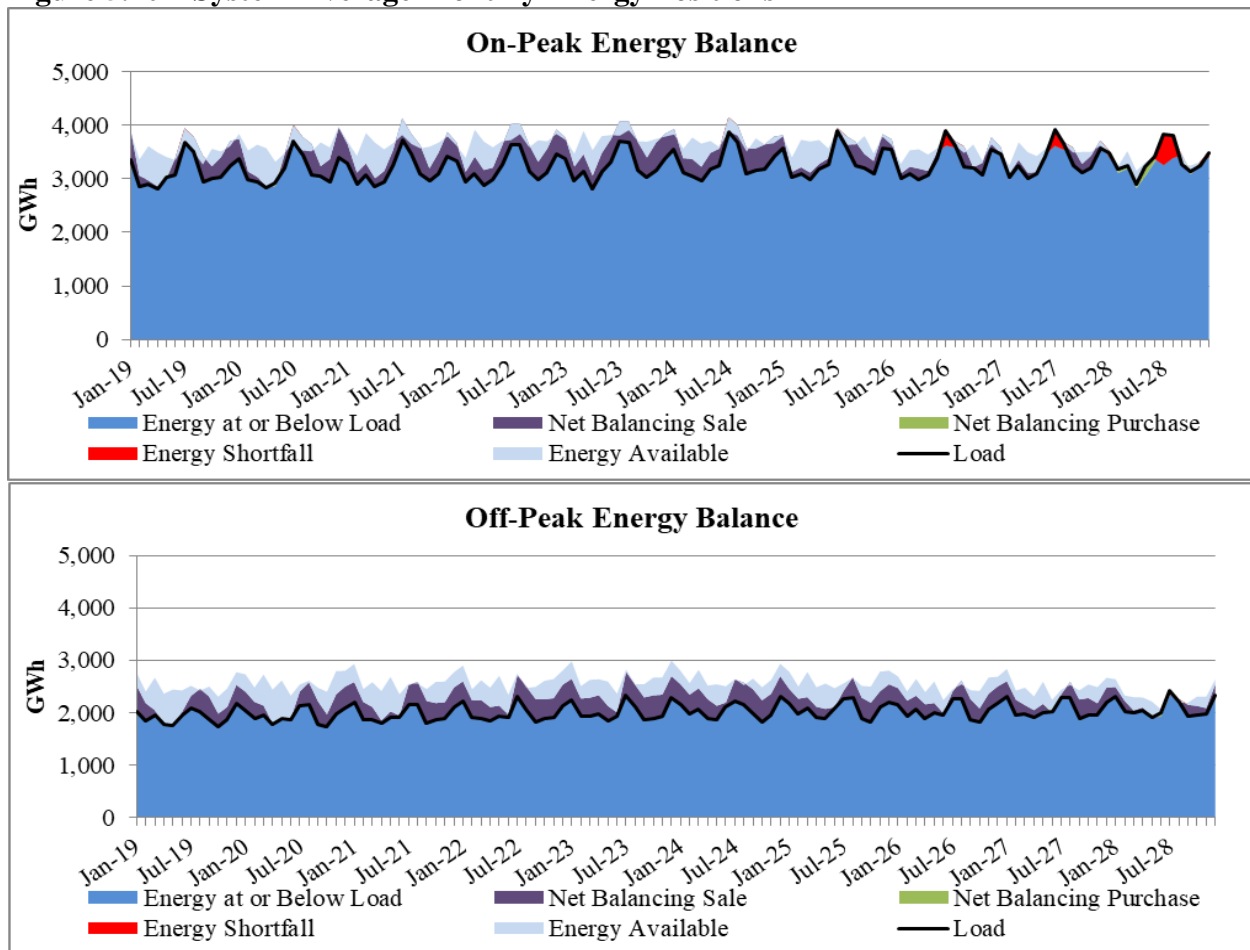 On-Peak Energy Balance
5,000
4,000
3,000
2,000
1,000
0
GWh
Jan-19 Jul-19 Jan-20 Jul-20 Jan-21 Jul-21 Jan-22 Jul-22 Jan-23 Jul-23 Jan-24 Jul-24 Jan-25 Jul-25 Jan-26 Jul-26 Jan-27 Jul-27 Jan-28 Jul-28
Energy at or Below Load Net Balancing Sale Net Balancing Purchase
Energy Shortfall Energy Available Load
Off-Peak Energy Balance
5,000
4,000
3,000
2,000
1,000
0
GWh
Jan-19 Jul-19 Jan-20 Jul-20 Jan-21 Jul-21 Jan-22 Jul-22 Jan-23 Jul-23 Jan-24 Jul-24 Jan-25 Jul-25 Jan-26 Jul-26 Jan-27 Jul-27 Jan-28 Jul-28
Energy at or Below Load Net Balancing Sale Net Balancing Purchase
Energy Shortfall Energy Available Load